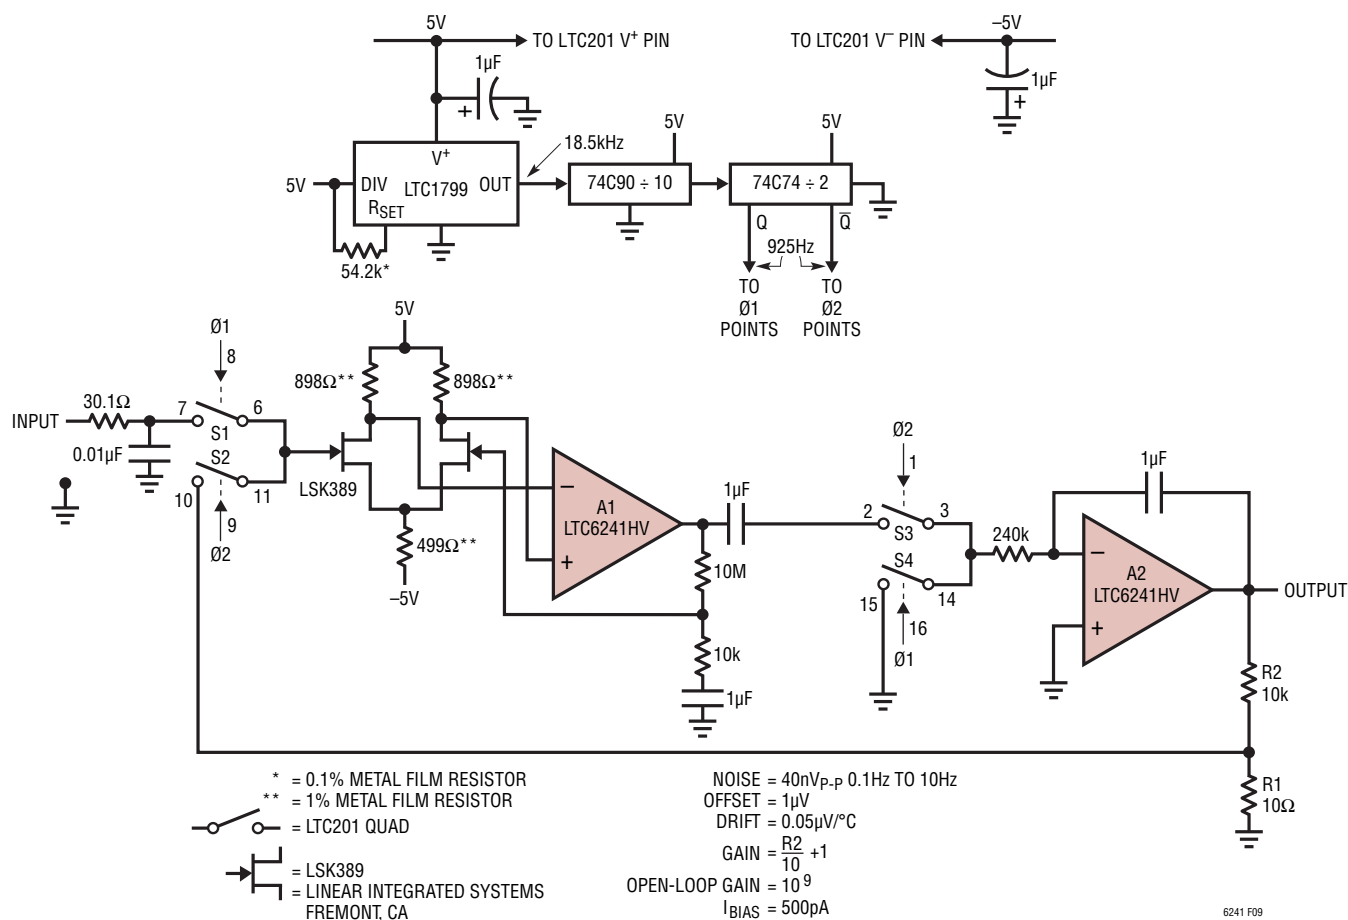 5V
TO LTC201 V+ PIN
TO LTC201 V– PIN
–5V
1µF
+
1µF
+
V+
5V
DIV
LTC1799
OUT
RSET
54.2k*
18.5kHz
74C90 ÷ 10
5V
74C74 ÷ 2
5V
Q
Q̅
925Hz
TO
Ø1
POINTS
TO
Ø2
POINTS
5V
Ø1
8
898Ω**
898Ω**
INPUT
30.1Ω
7
6
S1
0.01µF
S2
10
11
9
Ø2
LSK389
499Ω**
–5V
–
A1
LTC6241HV
+
1µF
10M
10k
1µF
Ø2
1
2
3
S3
S4
15
14
16
Ø1
240k
1µF
–
A2
LTC6241HV
+
OUTPUT
R2
10k
R1
10Ω
* = 0.1% METAL FILM RESISTOR
** = 1% METAL FILM RESISTOR
= LTC201 QUAD
= LSK389
= LINEAR INTEGRATED SYSTEMS
FREMONT, CA
NOISE = 40nVP-P 0.1Hz TO 10Hz
OFFSET = 1µV
DRIFT = 0.05µV/°C
GAIN = R2/10 +1
OPEN-LOOP GAIN = 10⁹
IBIAS = 500pA
6241 F09